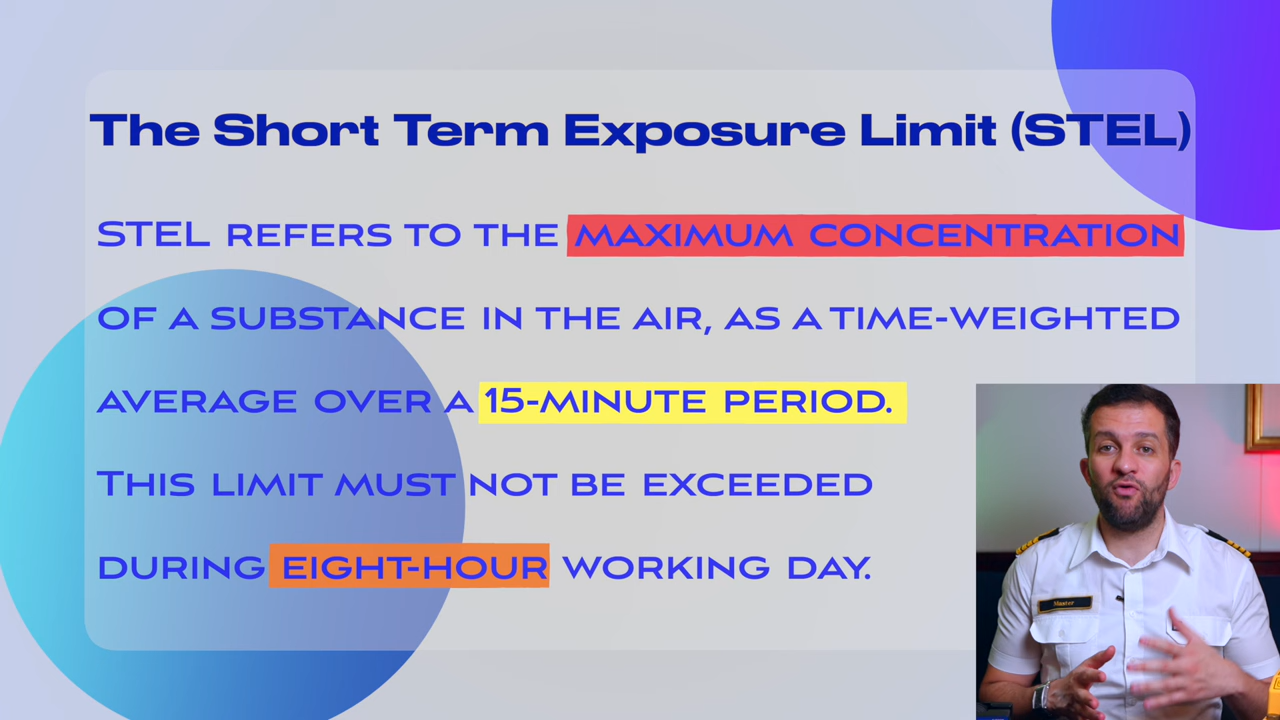 The Short Term Exposure Limit (STEL)
STEL REFERS TO THE MAXIMUM CONCENTRATION
OF A SUBSTANCE IN THE AIR, AS A TIME-WEIGHTED
AVERAGE OVER A 15-MINUTE PERIOD.
THIS LIMIT MUST NOT BE EXCEEDED
DURING EIGHT-HOUR WORKING DAY.
Master